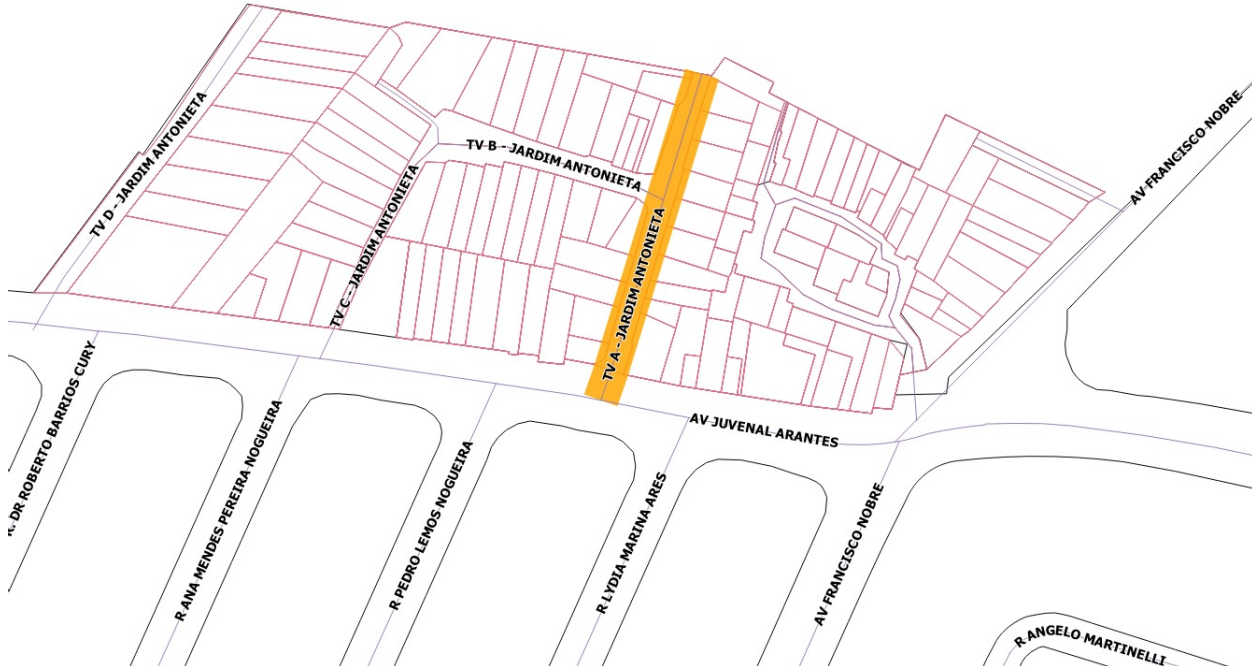 TV D - JARDIM ANTONIETA
TV B - JARDIM ANTONIETA
TV C - JARDIM ANTONIETA
TV A - JARDIM ANTONIETA
AV FRANCISCO NOBRE
AV JUVENAL ARANTES
R. DR ROBERTO BARRIOS CURY
R ANA MENDES PEREIRA NOGUEIRA
R PEDRO LEMOS NOGUEIRA
R LYDIA MARINA ARES
AV FRANCISCO NOBRE
R ANGELO MARTINELLI